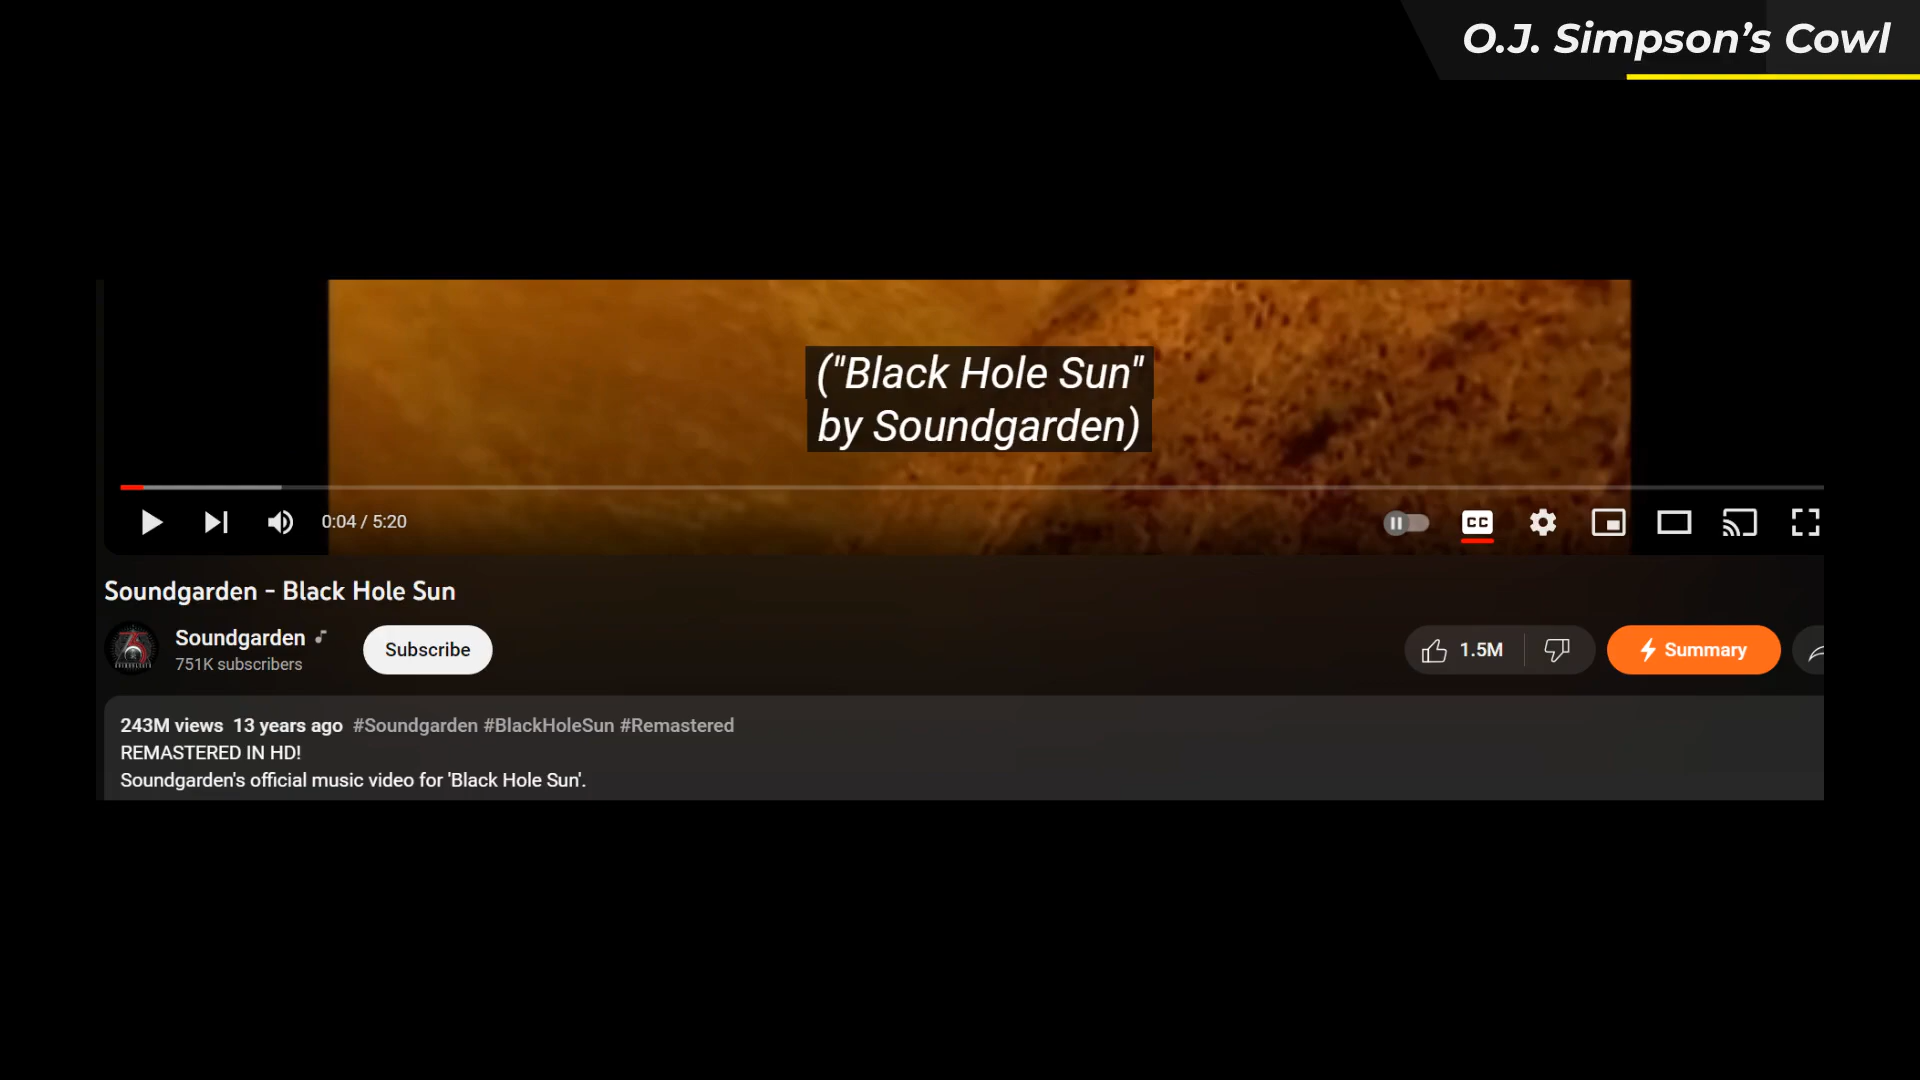 O.J. Simpson’s Cowl
("Black Hole Sun"
by Soundgarden)
0:04 / 5:20
CC
Soundgarden - Black Hole Sun
Soundgarden
751K subscribers
Subscribe
1.5M
Summary
243M views 13 years ago #Soundgarden #BlackHoleSun #Remastered
REMASTERED IN HD!
Soundgarden's official music video for 'Black Hole Sun'.